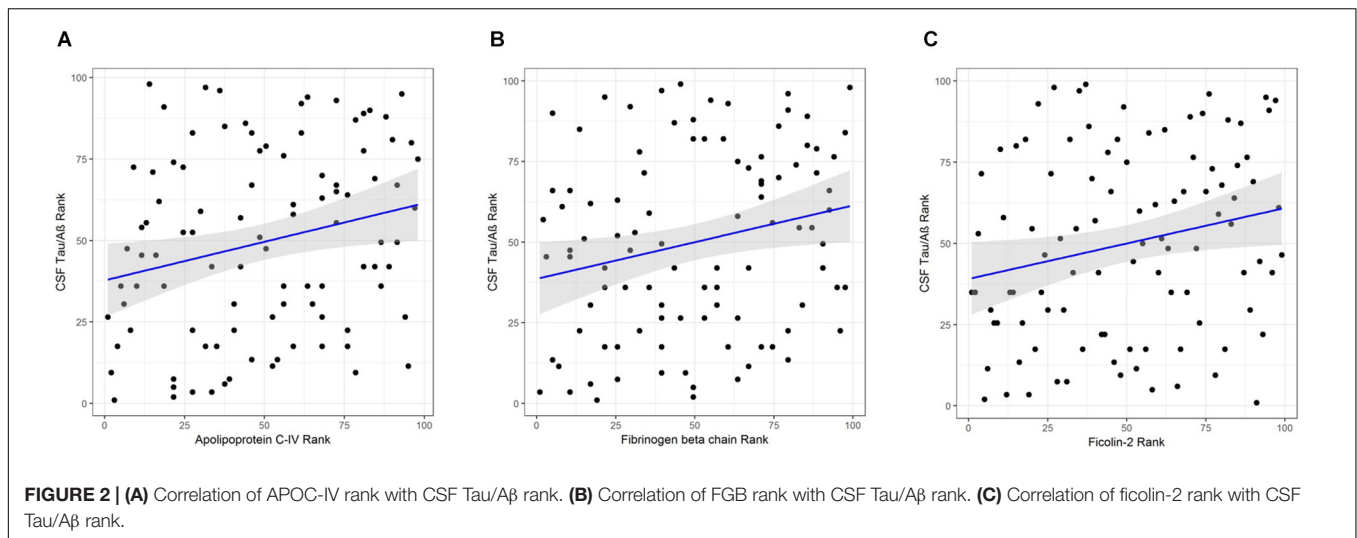 A
B
C
CSF Tau/Aß Rank
100
75
50
25
0
0 25 50 75 100
Apolipoprotein C-IV Rank
CSF Tau/Aß Rank
100
75
50
25
0
0 25 50 75 100
Fibrinogen beta chain Rank
CSF Tau/Aß Rank
100
75
50
25
0
0 25 50 75 100
Ficolin-2 Rank
FIGURE 2 | (A) Correlation of APOC-IV rank with CSF Tau/Aβ rank. (B) Correlation of FGB rank with CSF Tau/Aβ rank. (C) Correlation of ficolin-2 rank with CSF
Tau/Aβ rank.